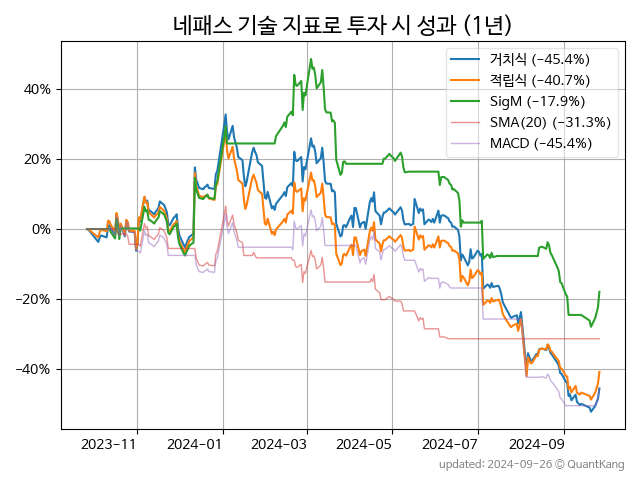 네패스 기술 지표로 투자 시 성과 (1년)
거치식 (−45.4%)
적립식 (−40.7%)
SigM (−17.9%)
SMA(20) (−31.3%)
MACD (−45.4%)
40%
20%
0%
−20%
−40%
2023-11
2024-01
2024-03
2024-05
2024-07
2024-09
updated: 2024-09-26 © QuantKang